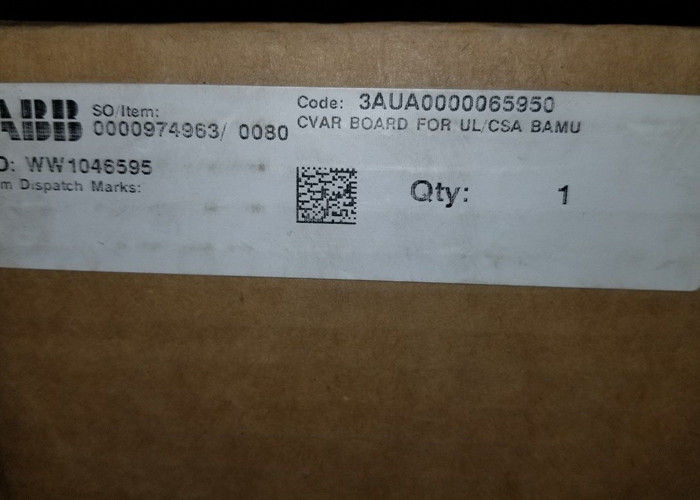 ABB
SO/Item:
0000974963/ 0080
Code: 3AUA0000065950
CVAR BOARD FOR UL/CSA BAMU
O: WW1046595
m Dispatch Marks:
Qty: 1